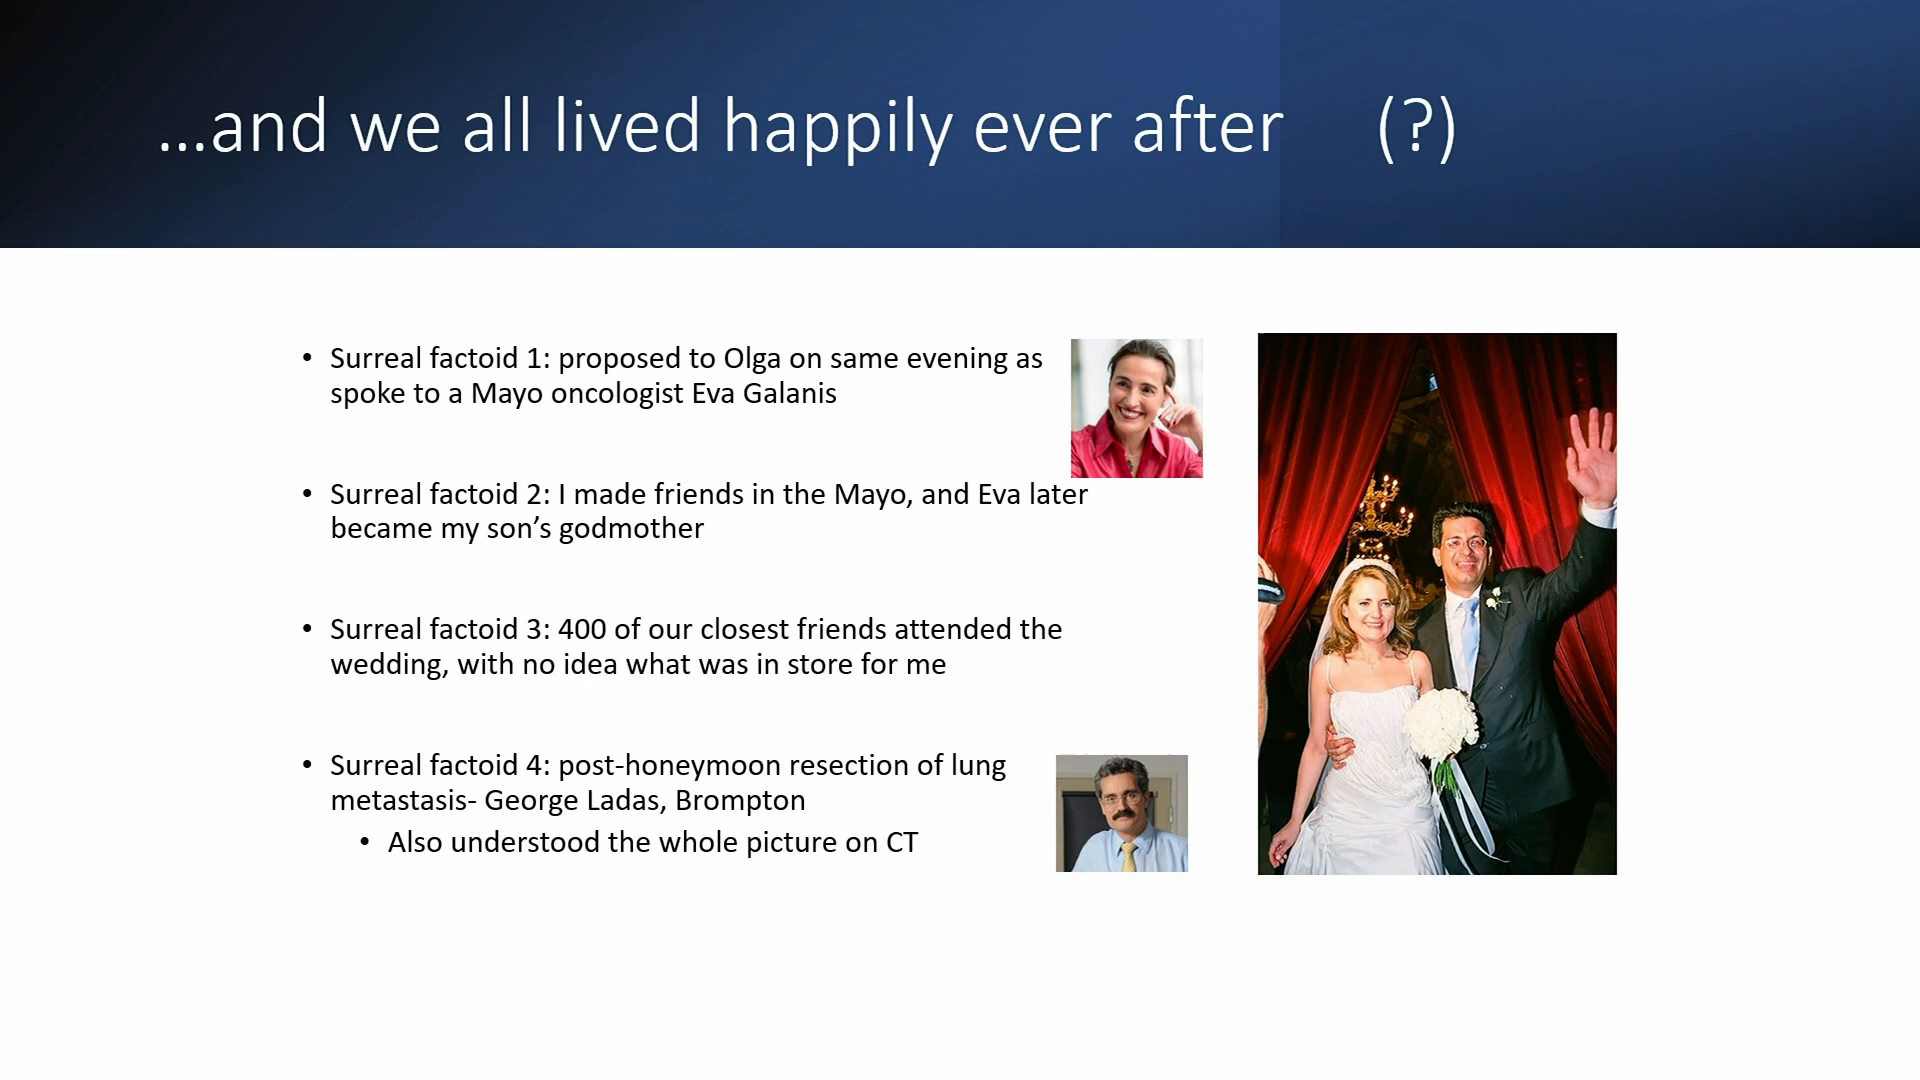 …and we all lived happily ever after (?)
• Surreal factoid 1: proposed to Olga on same evening as
spoke to a Mayo oncologist Eva Galanis
• Surreal factoid 2: I made friends in the Mayo, and Eva later
became my son’s godmother
• Surreal factoid 3: 400 of our closest friends attended the
wedding, with no idea what was in store for me
• Surreal factoid 4: post-honeymoon resection of lung
metastasis- George Ladas, Brompton
• Also understood the whole picture on CT